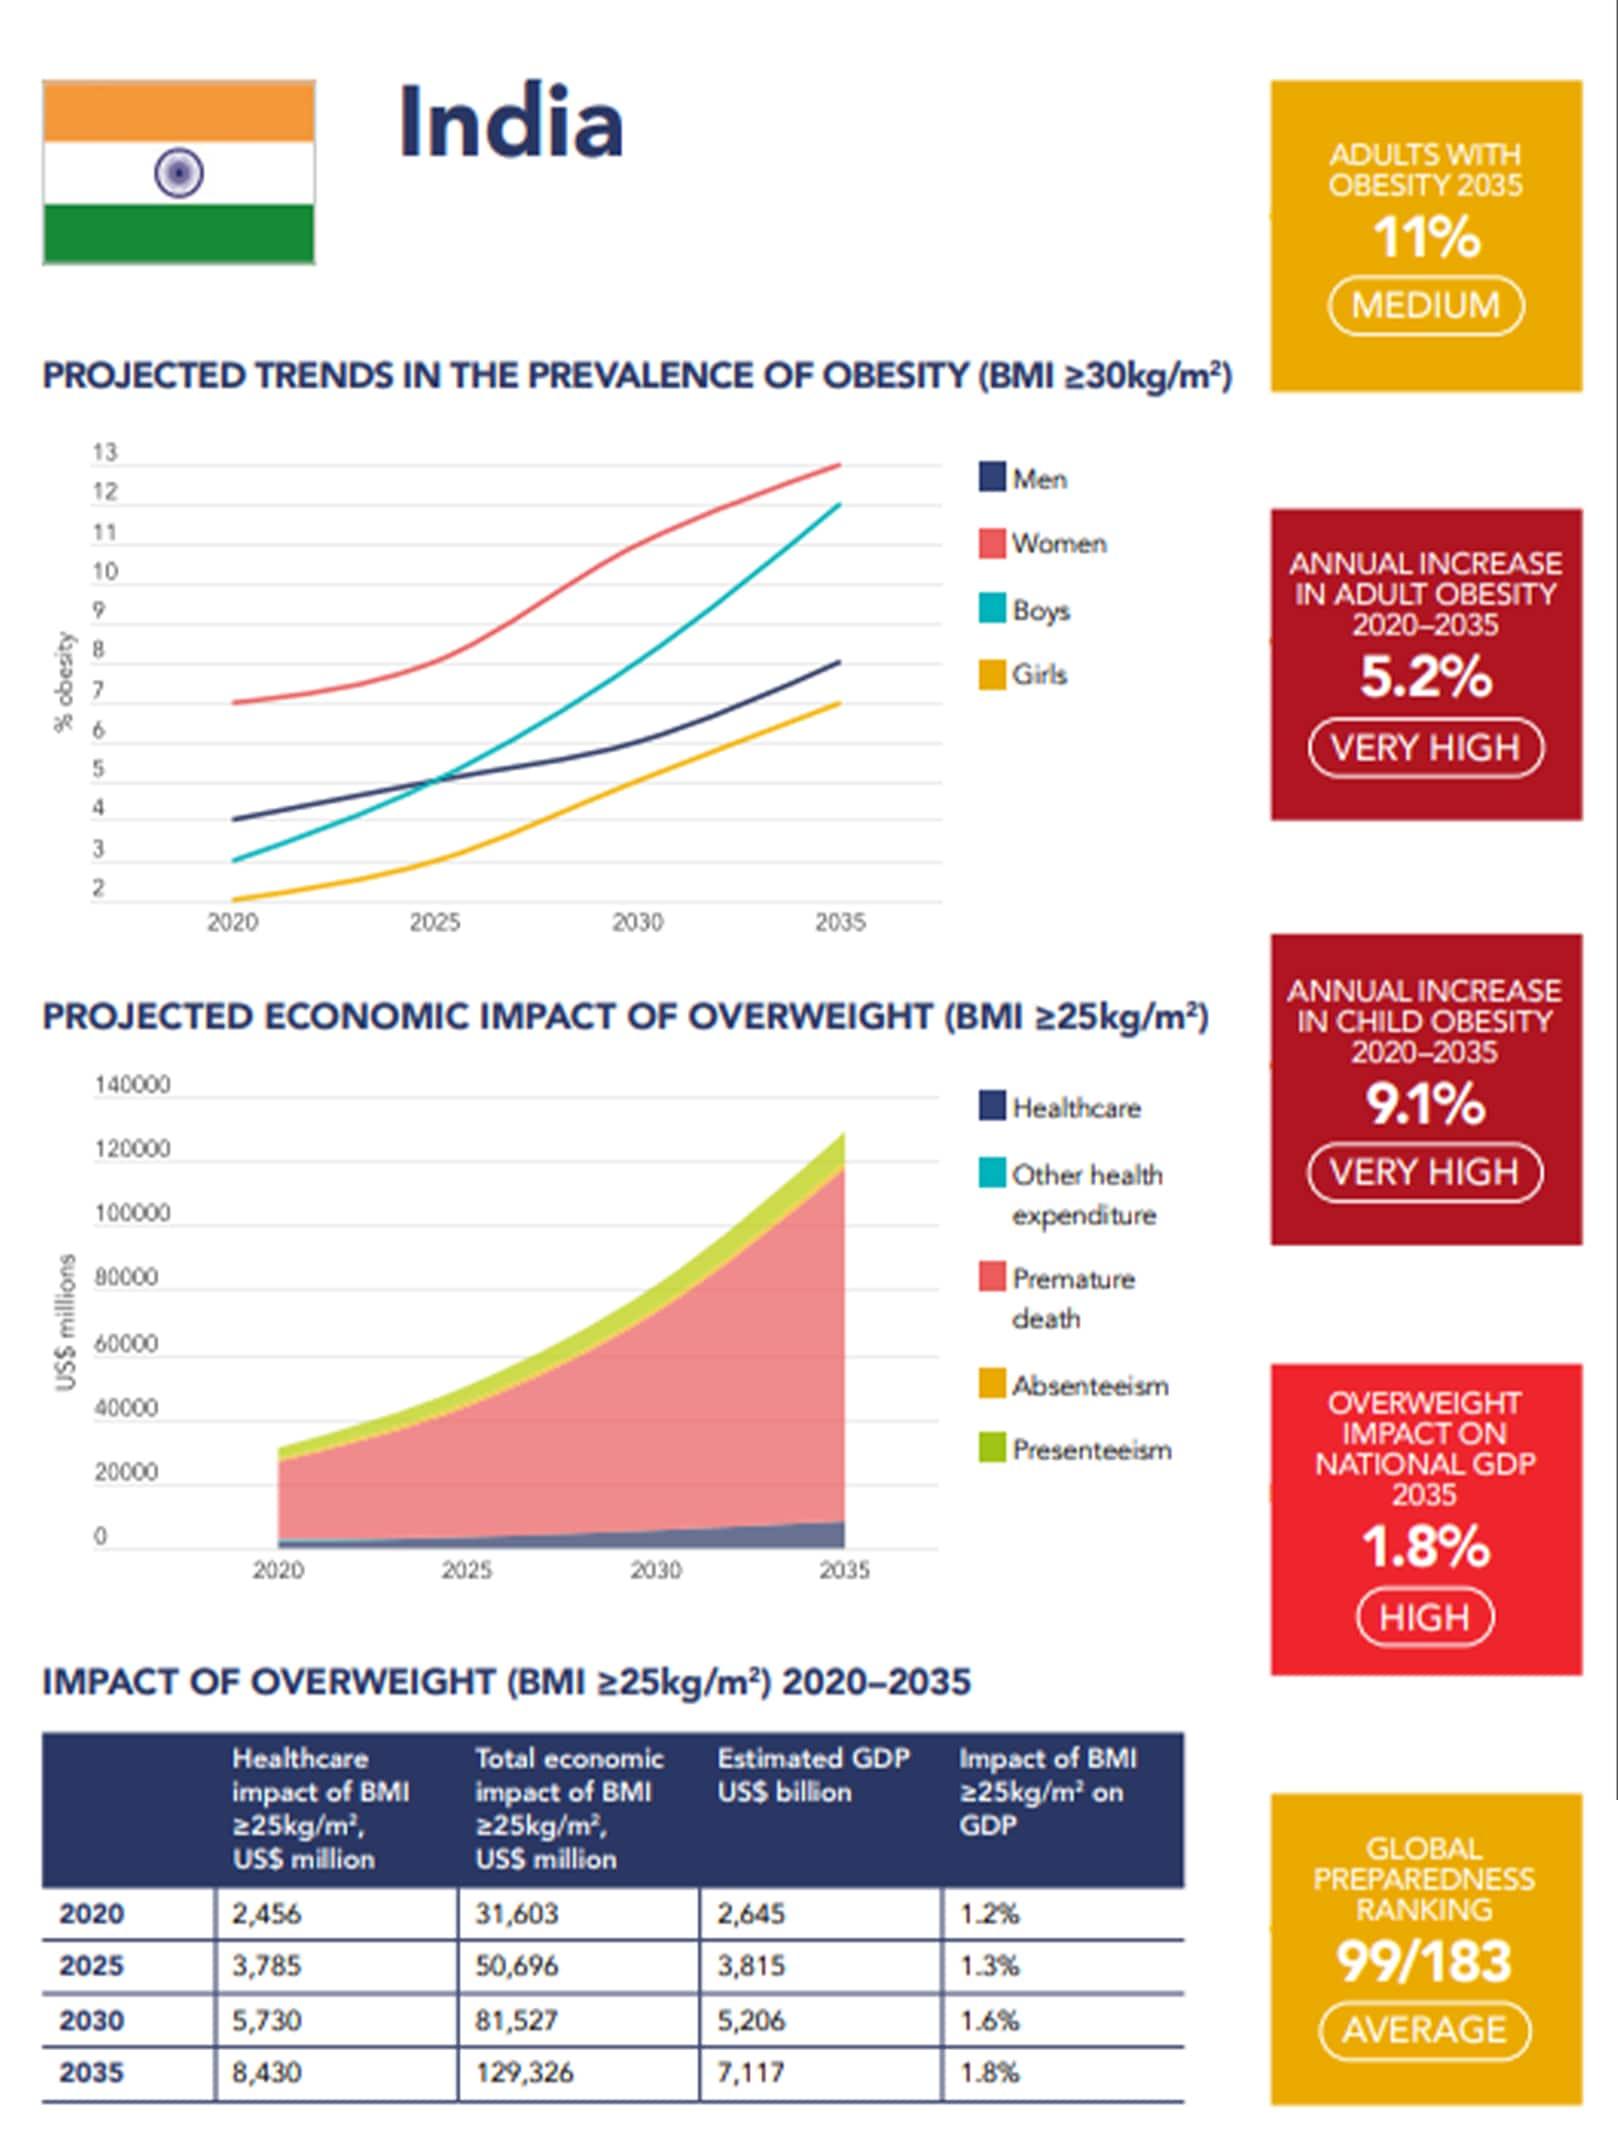 India
ADULTS WITH
OBESITY 2035
11%
MEDIUM
PROJECTED TRENDS IN THE PREVALENCE OF OBESITY (BMI ≥30kg/m²)
13
12
11
10
9
8
7
6
5
4
3
2
% obesity
2020 2025 2030 2035
Men
Women
Boys
Girls
ANNUAL INCREASE
IN ADULT OBESITY
2020–2035
5.2%
VERY HIGH
ANNUAL INCREASE
IN CHILD OBESITY
2020–2035
9.1%
VERY HIGH
PROJECTED ECONOMIC IMPACT OF OVERWEIGHT (BMI ≥25kg/m²)
140000
120000
100000
80000
60000
40000
20000
0
US$ millions
2020 2025 2030 2035
Healthcare
Other health
expenditure
Premature
death
Absenteeism
Presenteeism
OVERWEIGHT
IMPACT ON
NATIONAL GDP
2035
1.8%
HIGH
IMPACT OF OVERWEIGHT (BMI ≥25kg/m²) 2020–2035
Healthcare Total economic Estimated GDP Impact of BMI
impact of BMI impact of BMI US$ billion ≥25kg/m² on
≥25kg/m², ≥25kg/m², GDP
US$ million US$ million
2020 2,456 31,603 2,645 1.2%
2025 3,785 50,696 3,815 1.3%
2030 5,730 81,527 5,206 1.6%
2035 8,430 129,326 7,117 1.8%
GLOBAL
PREPAREDNESS
RANKING
99/183
AVERAGE